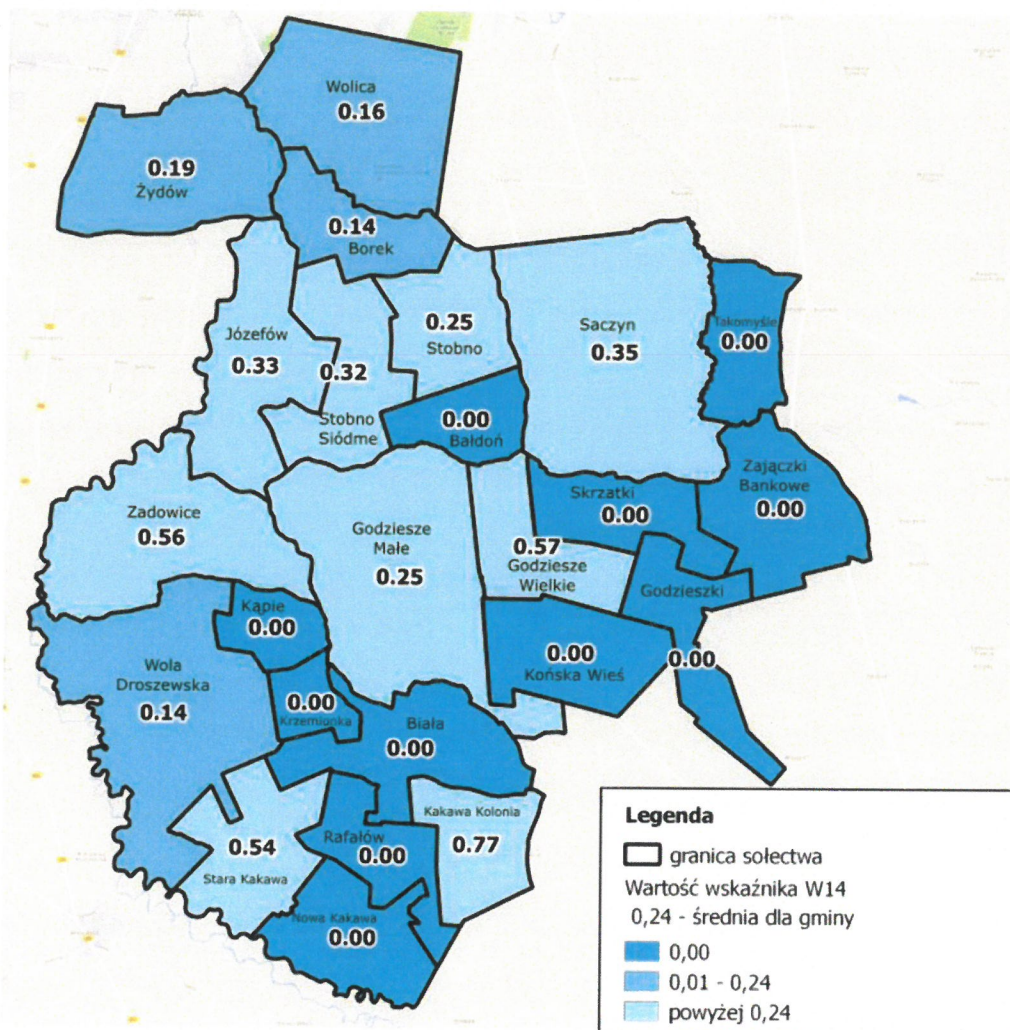 Wolica
0.16
0.19
Żydów
0.14
Borek
0.25
Stobno
Saczyn
0.35
Takomyśle
0.00
Józefów
0.33
0.32
Stobno
Siódme
0.00
Bałdoń
Zajączki
Bankowe
0.00
Skrzatki
0.00
Zadowice
0.56
Godziesze
Małe
0.25
0.57
Godziesze
Wielkie
Godzieszki
0.00
Kąpie
0.00
0.00
Końska Wieś
Wola
Droszewska
0.14
0.00
Krzemionka
Biała
0.00
Kakawa Kolonia
0.77
Rafałów
0.00
0.54
Stara Kakawa
Nowa Kakawa
0.00
Legenda
granica sołectwa
Wartość wskaźnika W14
0,24 - średnia dla gminy
0,00
0,01 - 0,24
powyżej 0,24